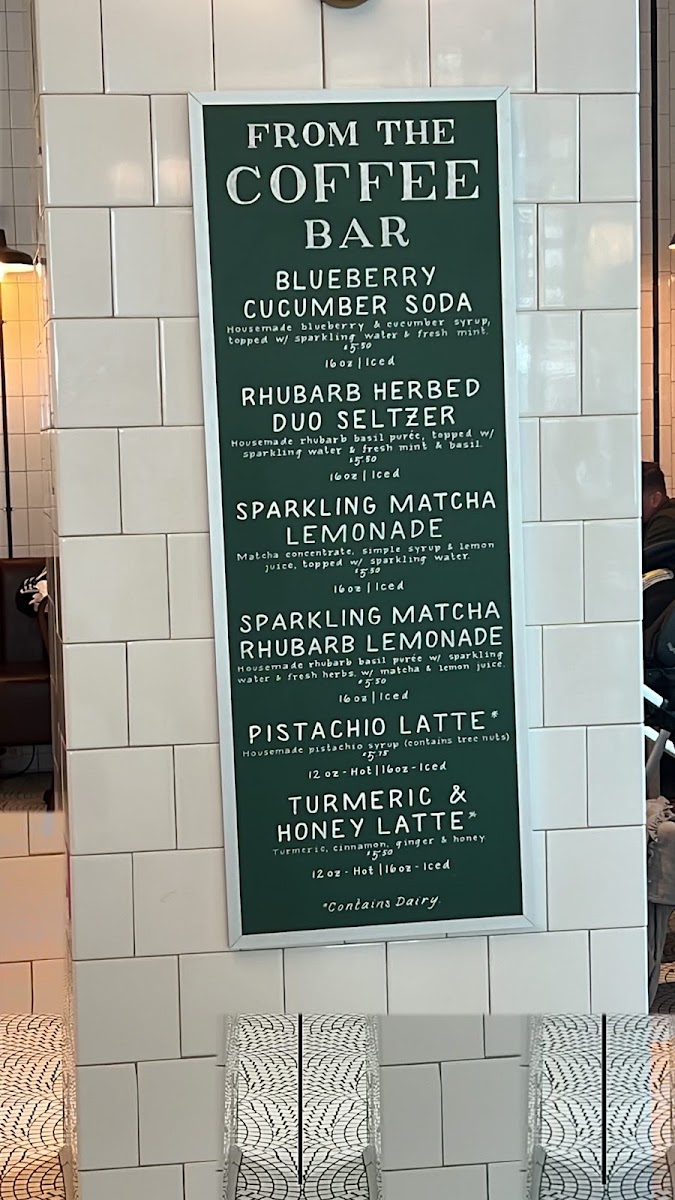 FROM THE
COFFEE
BAR
BLUEBERRY
CUCUMBER SODA
Housemade blueberry & cucumber syrup,
topped w/ sparkling water & fresh mint.
$5.50
16oz | Iced
RHUBARB HERBED
DUO SELTZER
Housemade rhubarb basil purée, topped w/
sparkling water & fresh mint & basil.
$5.50
16oz | Iced
SPARKLING MATCHA
LEMONADE
Matcha concentrate, simple syrup & lemon
juice, topped w/ sparkling water.
$5.50
16oz | Iced
SPARKLING MATCHA
RHUBARB LEMONADE
Housemade rhubarb basil purée w/ sparkling
water & fresh herbs, w/ matcha & lemon juice.
$5.50
16oz | Iced
PISTACHIO LATTE*
Housemade pistachio syrup (contains tree nuts)
$5.75
12 oz - Hot | 16oz - Iced
TURMERIC &
HONEY LATTE*
Turmeric, cinnamon, ginger & honey
$5.50
12oz - Hot | 16oz - Iced
*Contains Dairy.